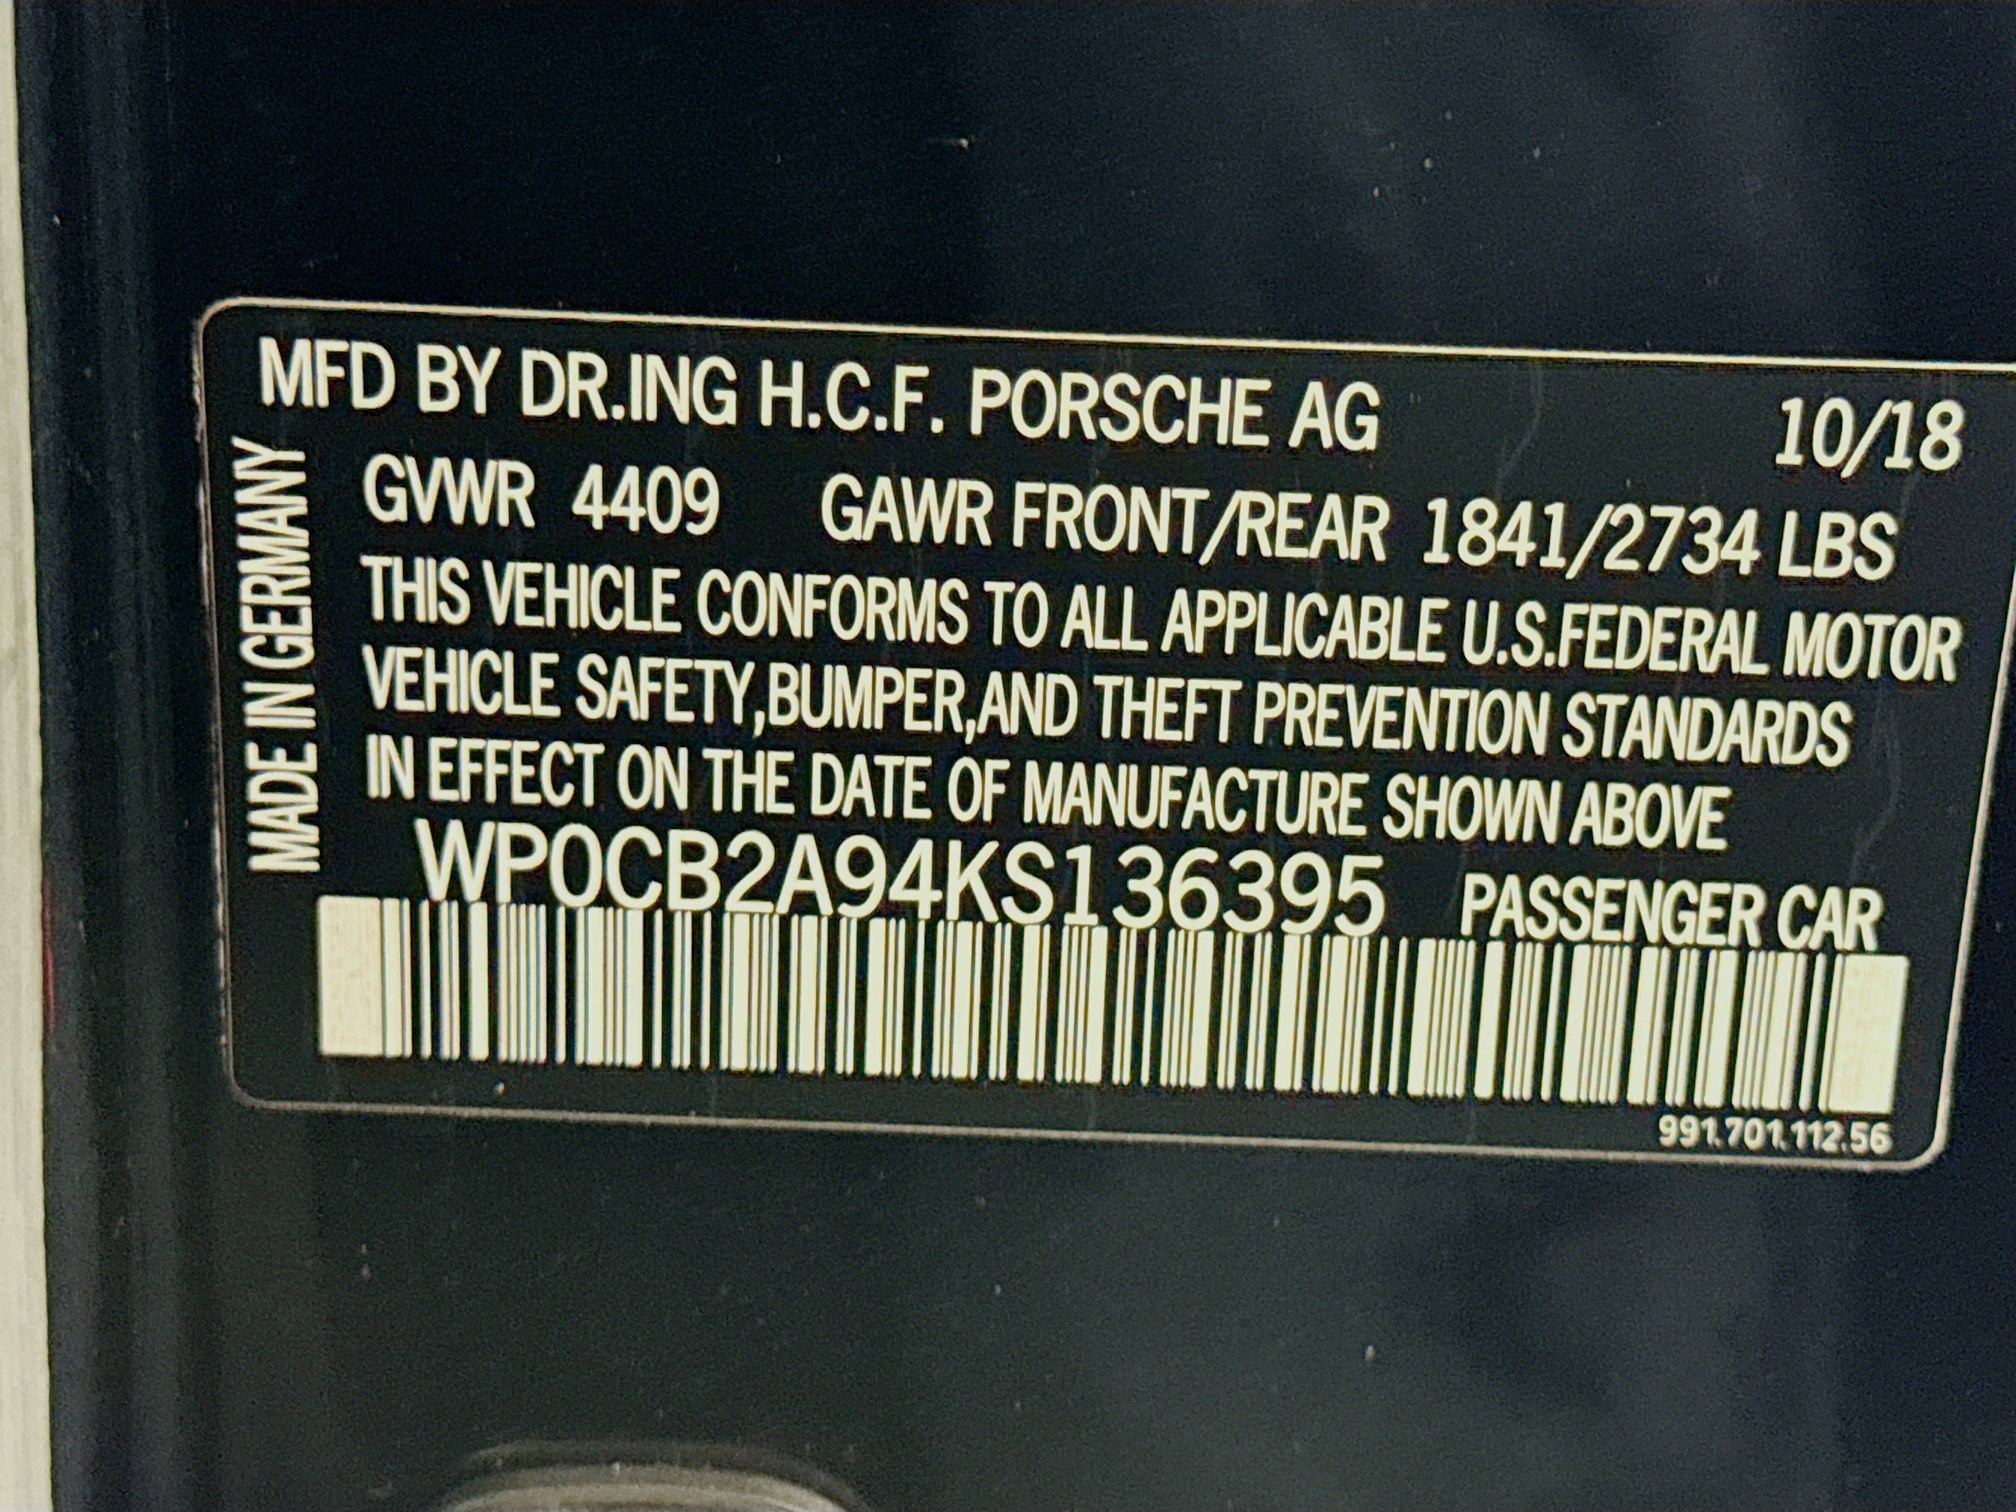 MFD BY DR.ING H.C.F. PORSCHE AG 10/18
GVWR 4409 GAWR FRONT/REAR 1841/2734 LBS
THIS VEHICLE CONFORMS TO ALL APPLICABLE U.S.FEDERAL MOTOR
VEHICLE SAFETY,BUMPER,AND THEFT PREVENTION STANDARDS
IN EFFECT ON THE DATE OF MANUFACTURE SHOWN ABOVE
WP0CB2A94KS136395 PASSENGER CAR
991.701.112.56
MADE IN GERMANY